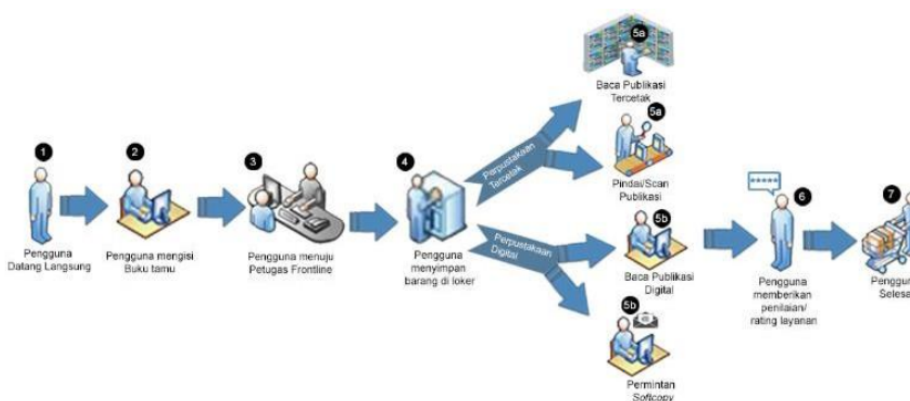 1
Pengguna
Datang Langsung
2
Pengguna mengisi
Buku tamu
3
Pengguna menuju
Petugas Frontline
4
Pengguna
menyimpan
barang di loker
Perpustakaan
Tercetak
5a
Baca Publikasi
Tercetak
5a
Pindai/Scan
Publikasi
Perpustakaan
Digital
5b
Baca Publikasi
Digital
5b
Permintan
Softcopy
6
Pengguna
memberikan
penilaian/
rating layanan
7
Penggun
Selesa